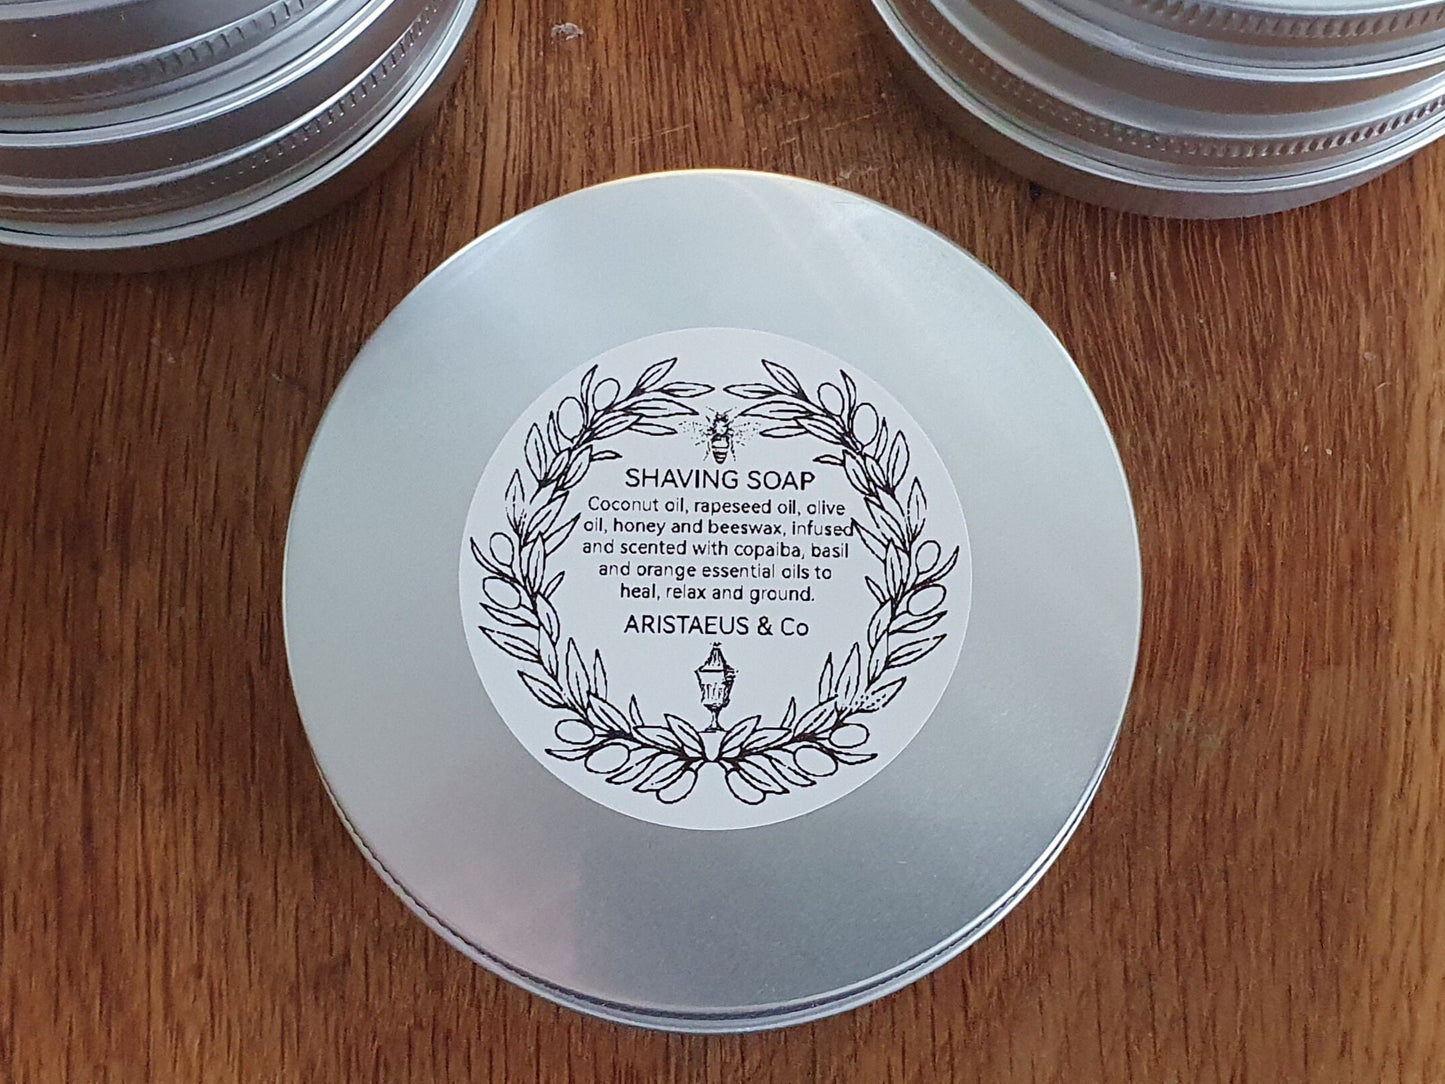 SHAVING SOAP
Coconut oil, rapeseed oil, olive
oil, honey and beeswax, infused
and scented with copaiba, basil
and orange essential oils to
heal, relax and ground.
ARISTAEUS & Co